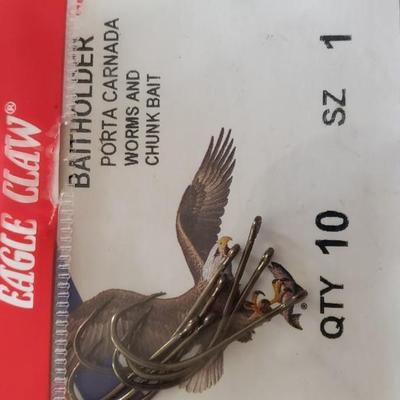 EAGLE CLAW®
BAITHOLDER
PORTA CARNADA
WORMS AND
CHUNK BAIT
QTY 10 SZ 1